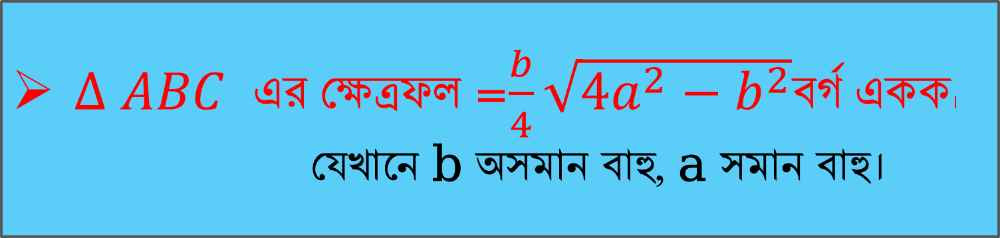 ➢ Δ ABC এর ক্ষেত্রফল = b/4 √(4a² − b²) বর্গ একক।
যেখানে b অসমান বাহু, a সমান বাহু।